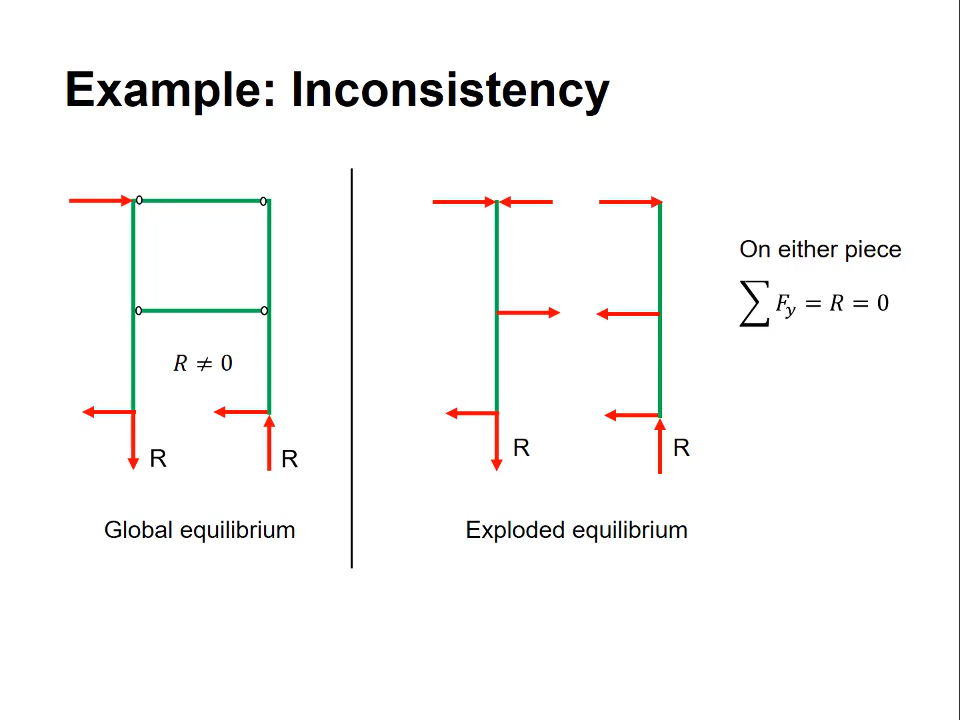 Example: Inconsistency
R ≠ 0
R
R
Global equilibrium
R
R
Exploded equilibrium
On either piece
∑ F_y = R = 0